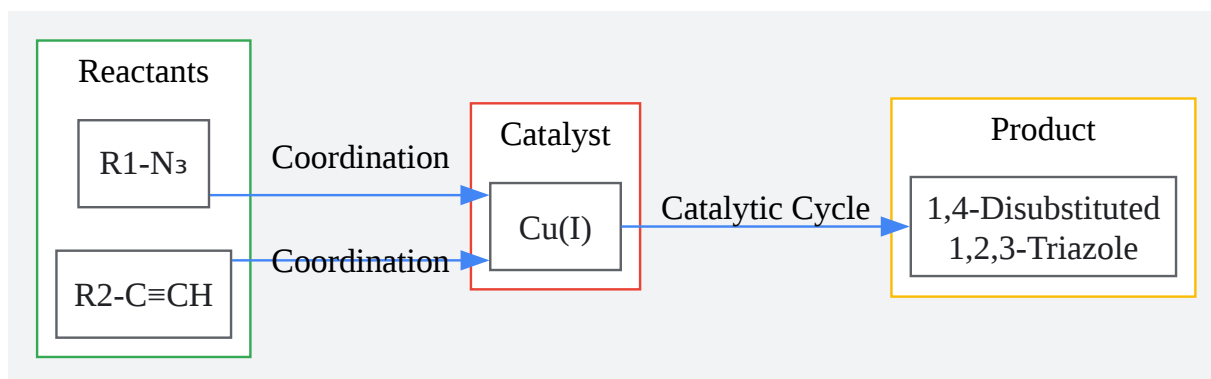 Reactants
R1-N₃
R2-C≡CH
Coordination
Coordination
Catalyst
Cu(I)
Catalytic Cycle
Product
1,4-Disubstituted
1,2,3-Triazole